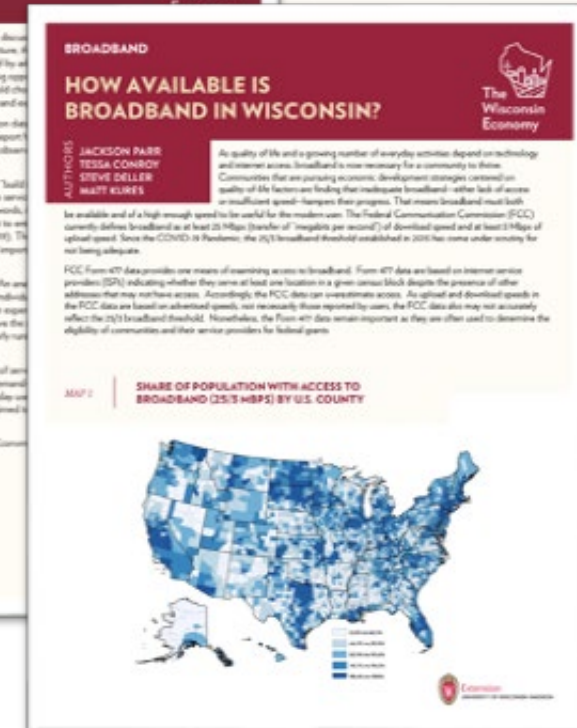 BROADBAND
HOW AVAILABLE IS
BROADBAND IN WISCONSIN?
The
Wisconsin
Economy
AUTHORS
JACKSON PARR
TESSA CONROY
STEVE DELLER
MATT KURES
As quality of life and a growing number of everyday activities depend on technology
and internet access, broadband is now necessary for a community to thrive.
Communities that are pursuing economic development strategies centered on
quality of life factors are finding that inadequate broadband—either lack of access
or insufficient speed—hampers their progress. That means broadband must both
be available and of a high enough speed to be useful for the modern user. The Federal Communication Commission (FCC)
currently defines broadband as at least 25 Mbps (transfer of "megabits per second") of download speed and at least 3 Mbps of
upload speed. Since the COVID-19 Pandemic, the 25/3 broadband threshold established in 2015 has come under scrutiny for
not being adequate.
FCC Form 477 data provides one means of examining access to broadband. Form 477 data are based on internet service
providers (ISPs) indicating whether they serve at least one location in a given census block despite the presence of other
addresses that may not have access. Accordingly, the FCC data can overestimate access. As upload and download speeds in
the FCC data are based on advertised speeds, not necessarily those reported by users, the FCC data also may not accurately
reflect the 25/3 broadband threshold. Nonetheless, the Form 477 data remain important as they are often used to determine the
eligibility of communities and their service providers for federal grants
MAP 1
SHARE OF POPULATION WITH ACCESS TO
BROADBAND (25/3 MBPS) BY U.S. COUNTY
Extension
UNIVERSITY OF WISCONSIN-MADISON